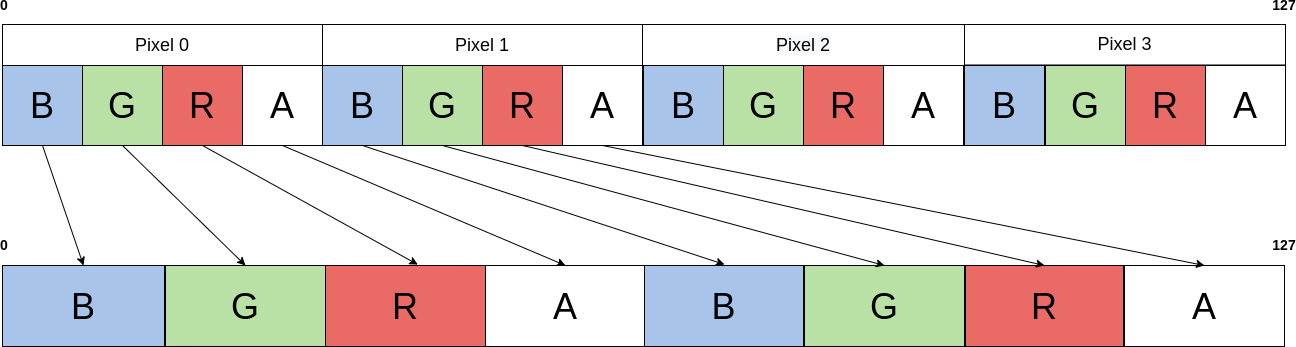 0 127
Pixel 0 Pixel 1 Pixel 2 Pixel 3
B G R A B G R A B G R A B G R A
0 127
B G R A B G R A